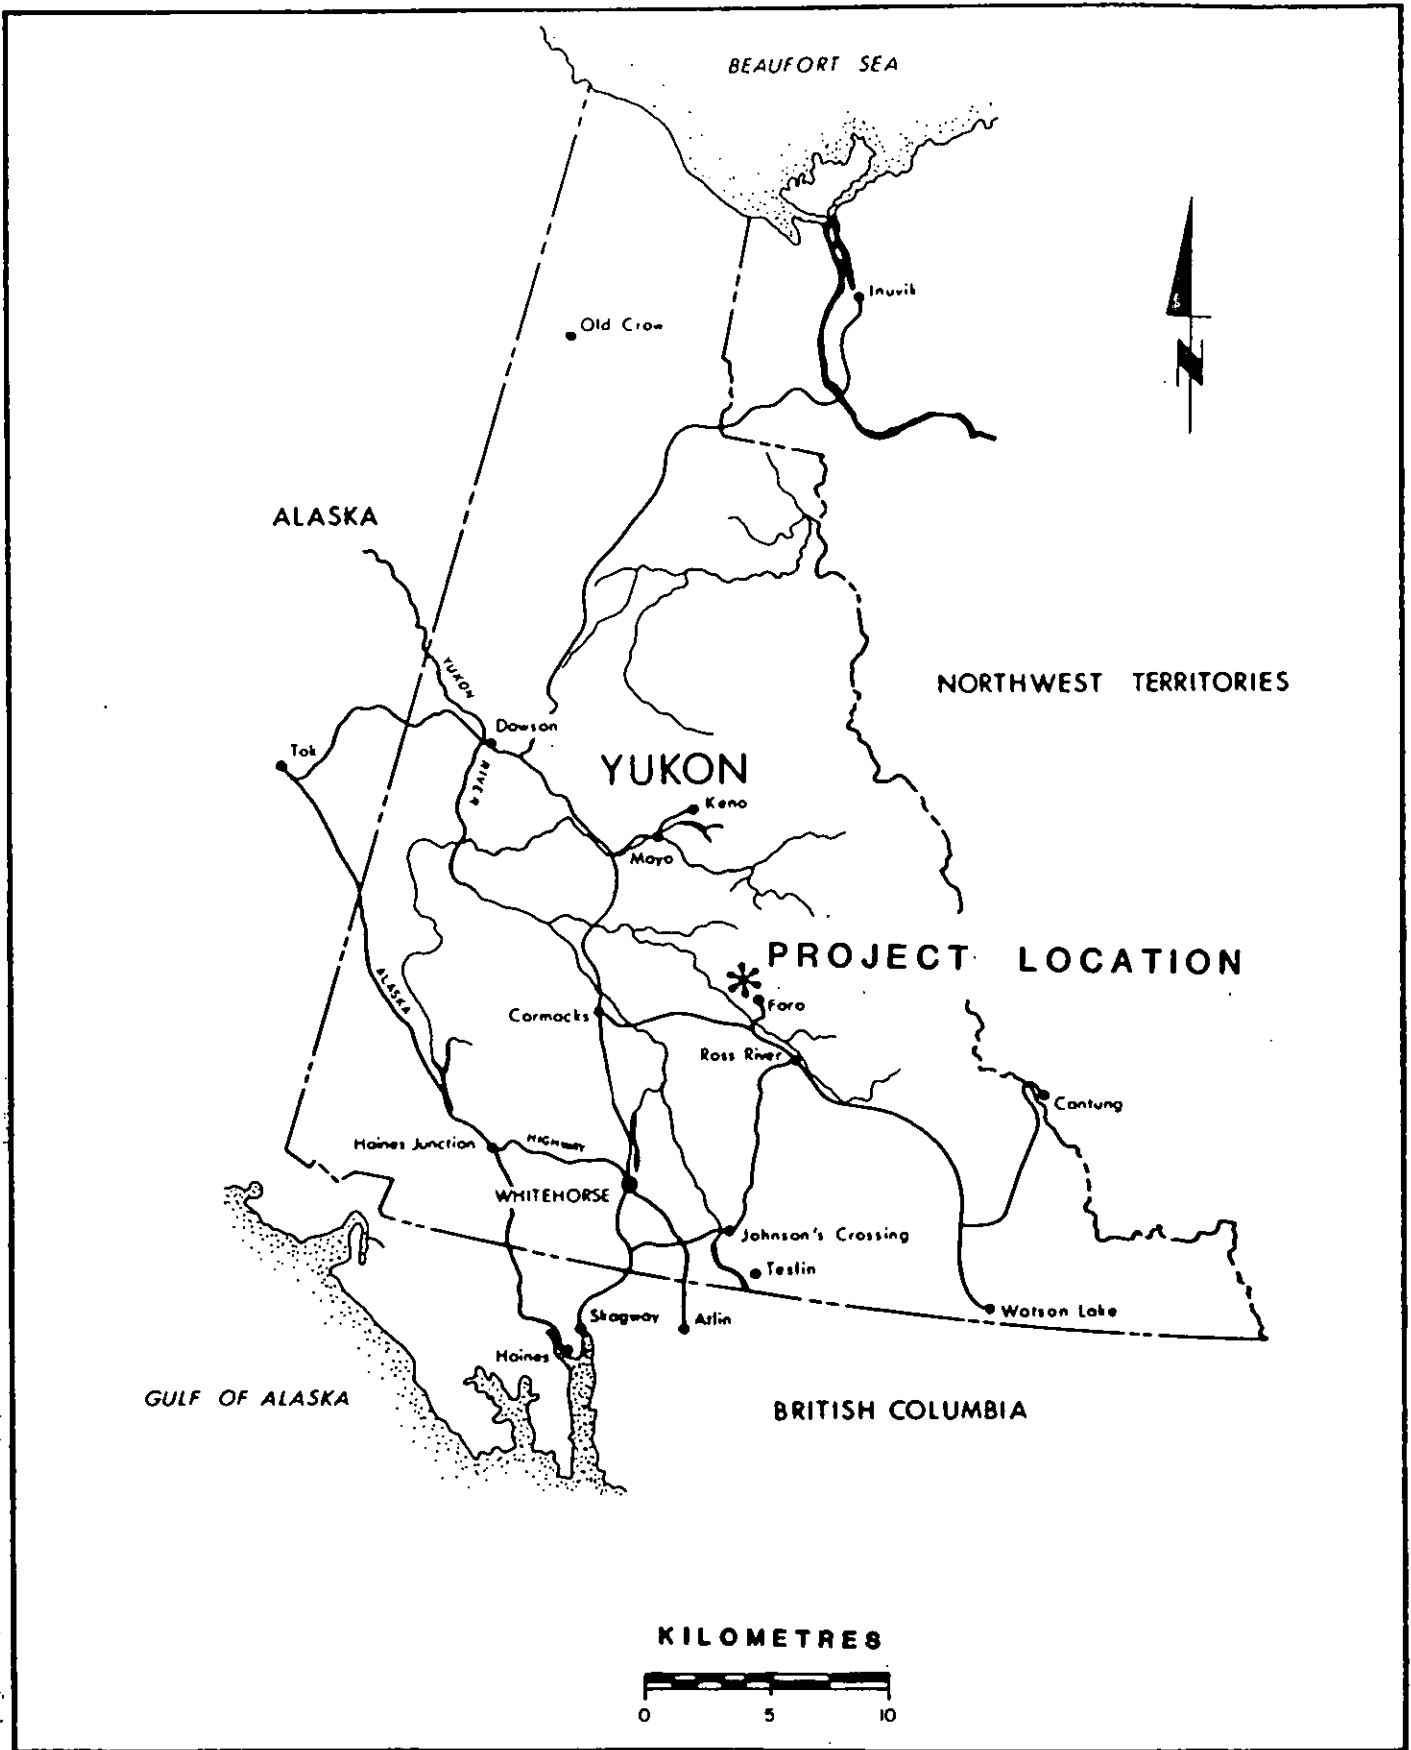 BEAUFORT SEA
Inuvik
Old Crow
N
ALASKA
YUKON
NORTHWEST TERRITORIES
Dawson
Tok
RIVER
YUKON
Keno
Mayo
PROJECT LOCATION
ALASKA
Faro
Carmacks
Ross River
Cantung
Haines Junction
HIGHWAY
WHITEHORSE
Johnson's Crossing
Teslin
Watson Lake
Skagway
Atlin
Haines
GULF OF ALASKA
BRITISH COLUMBIA
KILOMETRES
0 5 10